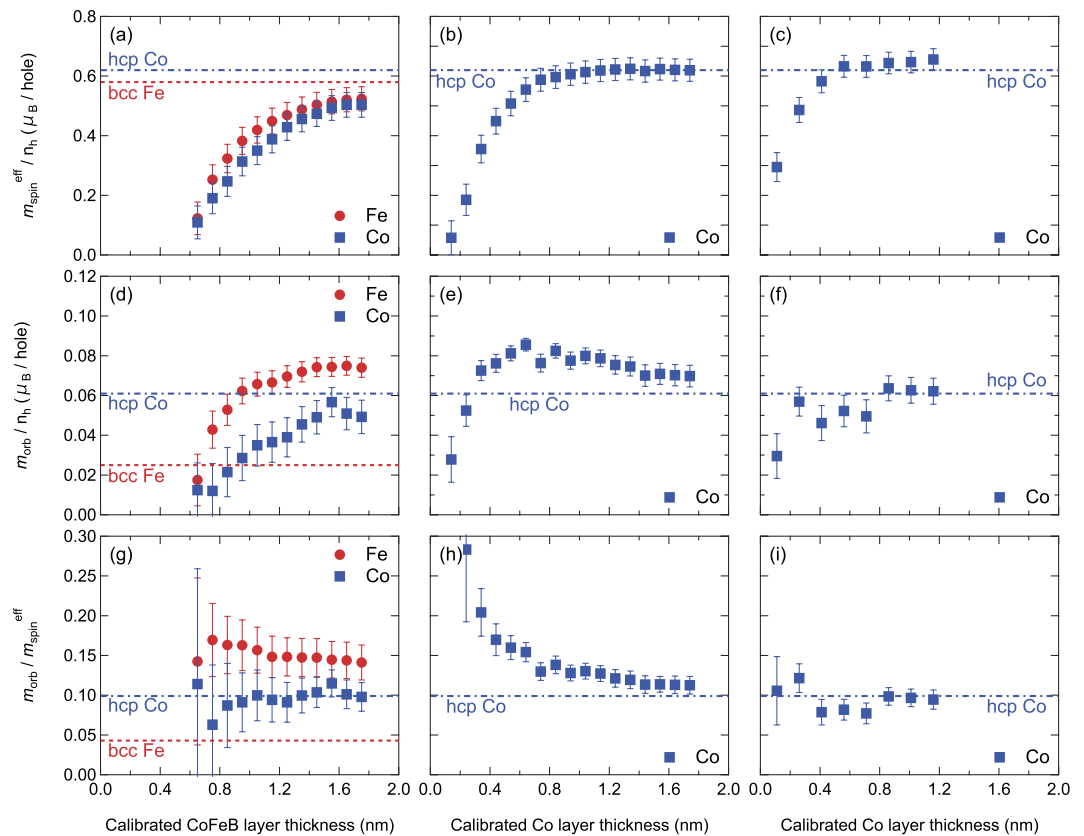 (a)
(b)
(c)
0.8
0.6
0.4
0.2
0.0
m_spin^eff / n_h ( μ_B / hole)
hcp Co
bcc Fe
Fe
Co
hcp Co
Co
hcp Co
Co
(d)
(e)
(f)
0.12
0.10
0.08
0.06
0.04
0.02
0.00
m_orb / n_h ( μ_B / hole)
Fe
Co
hcp Co
bcc Fe
hcp Co
Co
hcp Co
Co
(g)
(h)
(i)
0.30
0.25
0.20
0.15
0.10
0.05
0.00
m_orb / m_spin^eff
Fe
Co
hcp Co
bcc Fe
hcp Co
Co
hcp Co
Co
0.0 0.4 0.8 1.2 1.6 2.0
0.0 0.4 0.8 1.2 1.6 2.0
0.0 0.4 0.8 1.2 1.6 2.0
Calibrated CoFeB layer thickness (nm)
Calibrated Co layer thickness (nm)
Calibrated Co layer thickness (nm)